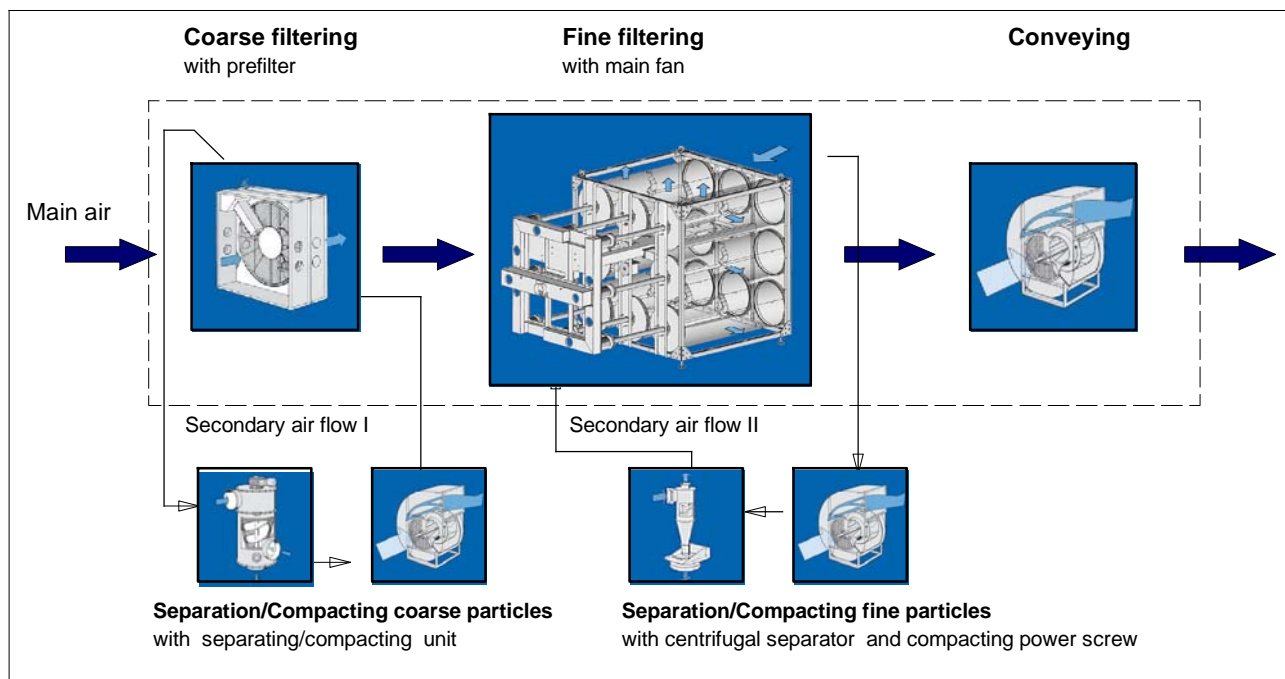 Coarse filtering
with prefilter
Fine filtering
with main fan
Conveying
Main air
Secondary air flow I
Secondary air flow II
Separation/Compacting coarse particles
with separating/compacting unit
Separation/Compacting fine particles
with centrifugal separator and compacting power screw